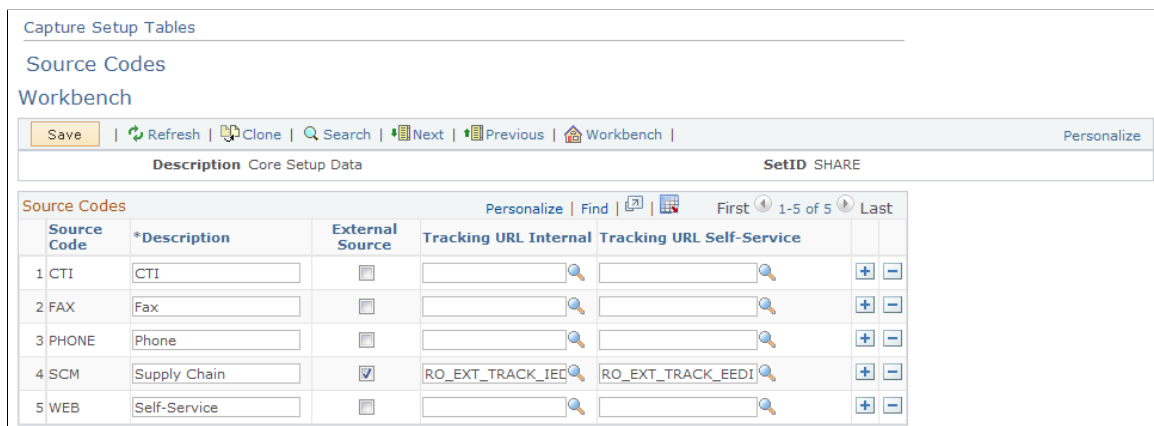 Capture Setup Tables
Source Codes
Workbench
Save | Refresh | Clone | Search | Next | Previous | Workbench | Personalize
Description Core Setup Data SetID SHARE
Source Codes Personalize | Find | | First 1-5 of 5 Last
Source Code *Description External Source Tracking URL Internal Tracking URL Self-Service
1 CTI CTI
2 FAX Fax
3 PHONE Phone
4 SCM Supply Chain RO_EXT_TRACK_IED RO_EXT_TRACK_EEDI
5 WEB Self-Service